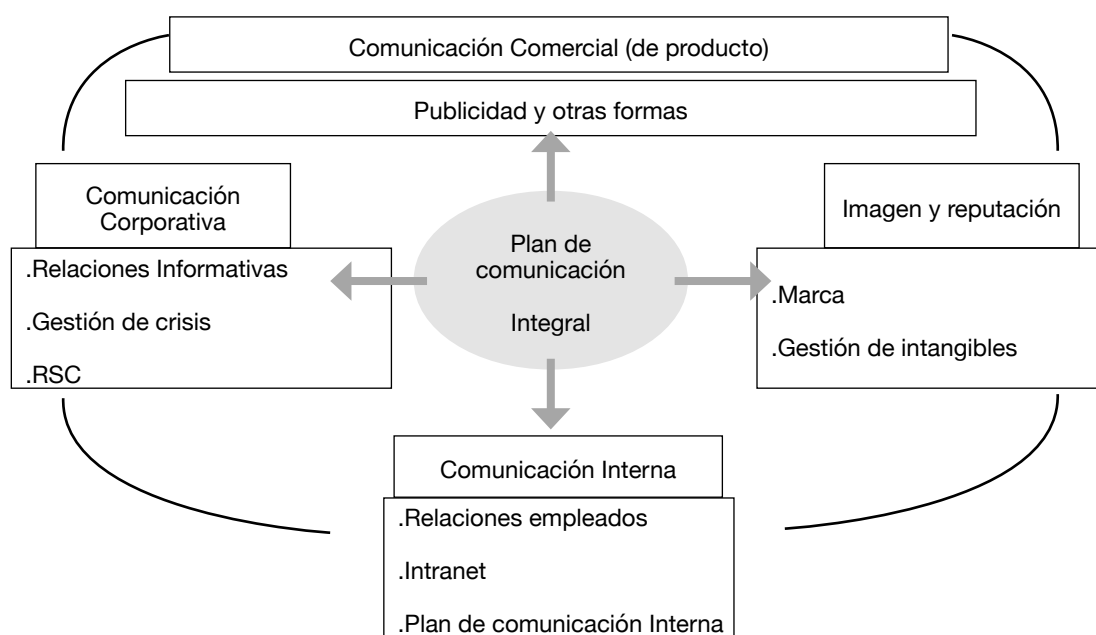 Comunicación Comercial (de producto)
Publicidad y otras formas
Comunicación
Corporativa
.Relaciones Informativas
.Gestión de crisis
.RSC
Plan de
comunicación
Integral
Imagen y reputación
.Marca
.Gestión de intangibles
Comunicación Interna
.Relaciones empleados
.Intranet
.Plan de comunicación Interna